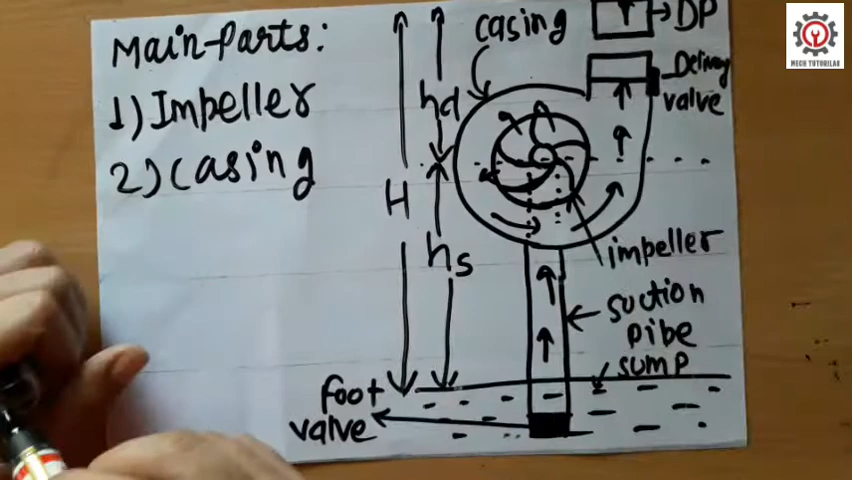 Main-Parts:
1) Impeller
2) Casing
casing
DP
Delivery
valve
hd
H
hs
impeller
suction
pibe
sump
foot
valve
MECH TUTORILAB